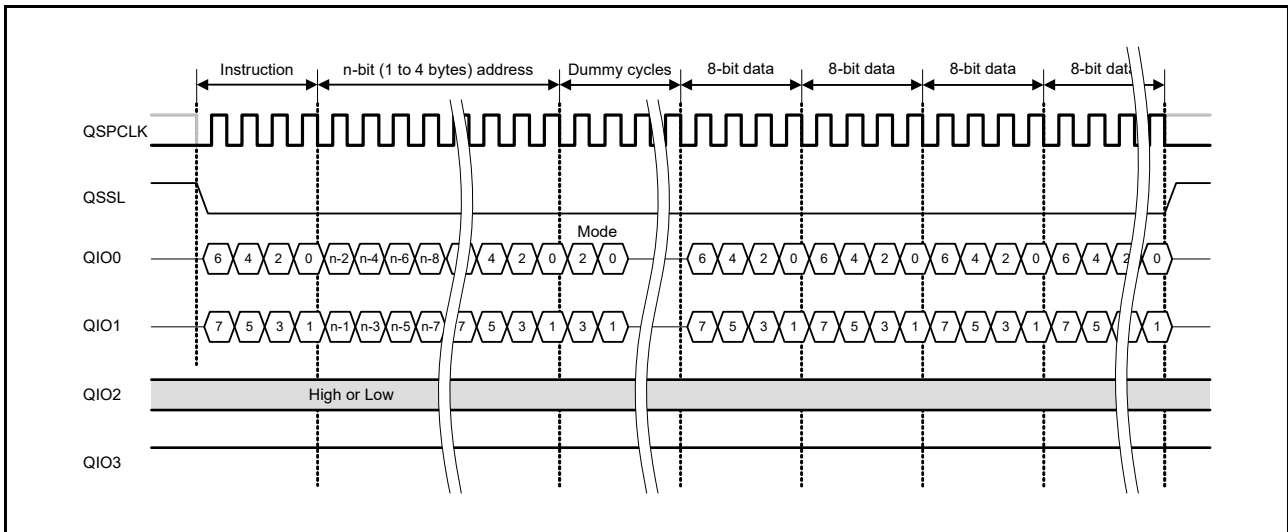 Instruction n-bit (1 to 4 bytes) address Dummy cycles 8-bit data 8-bit data 8-bit data 8-bit data
QSPCLK
QSSL
Mode
QIO0 6 4 2 0 n-2 n-4 n-6 n-8 4 2 0 2 0 6 4 2 0 6 4 2 0 6 4 2 0 6 4 2 0
QIO1 7 5 3 1 n-1 n-3 n-5 n-7 7 5 3 1 3 1 7 5 3 1 7 5 3 1 7 5 3 1 7 5 1
QIO2 High or Low
QIO3